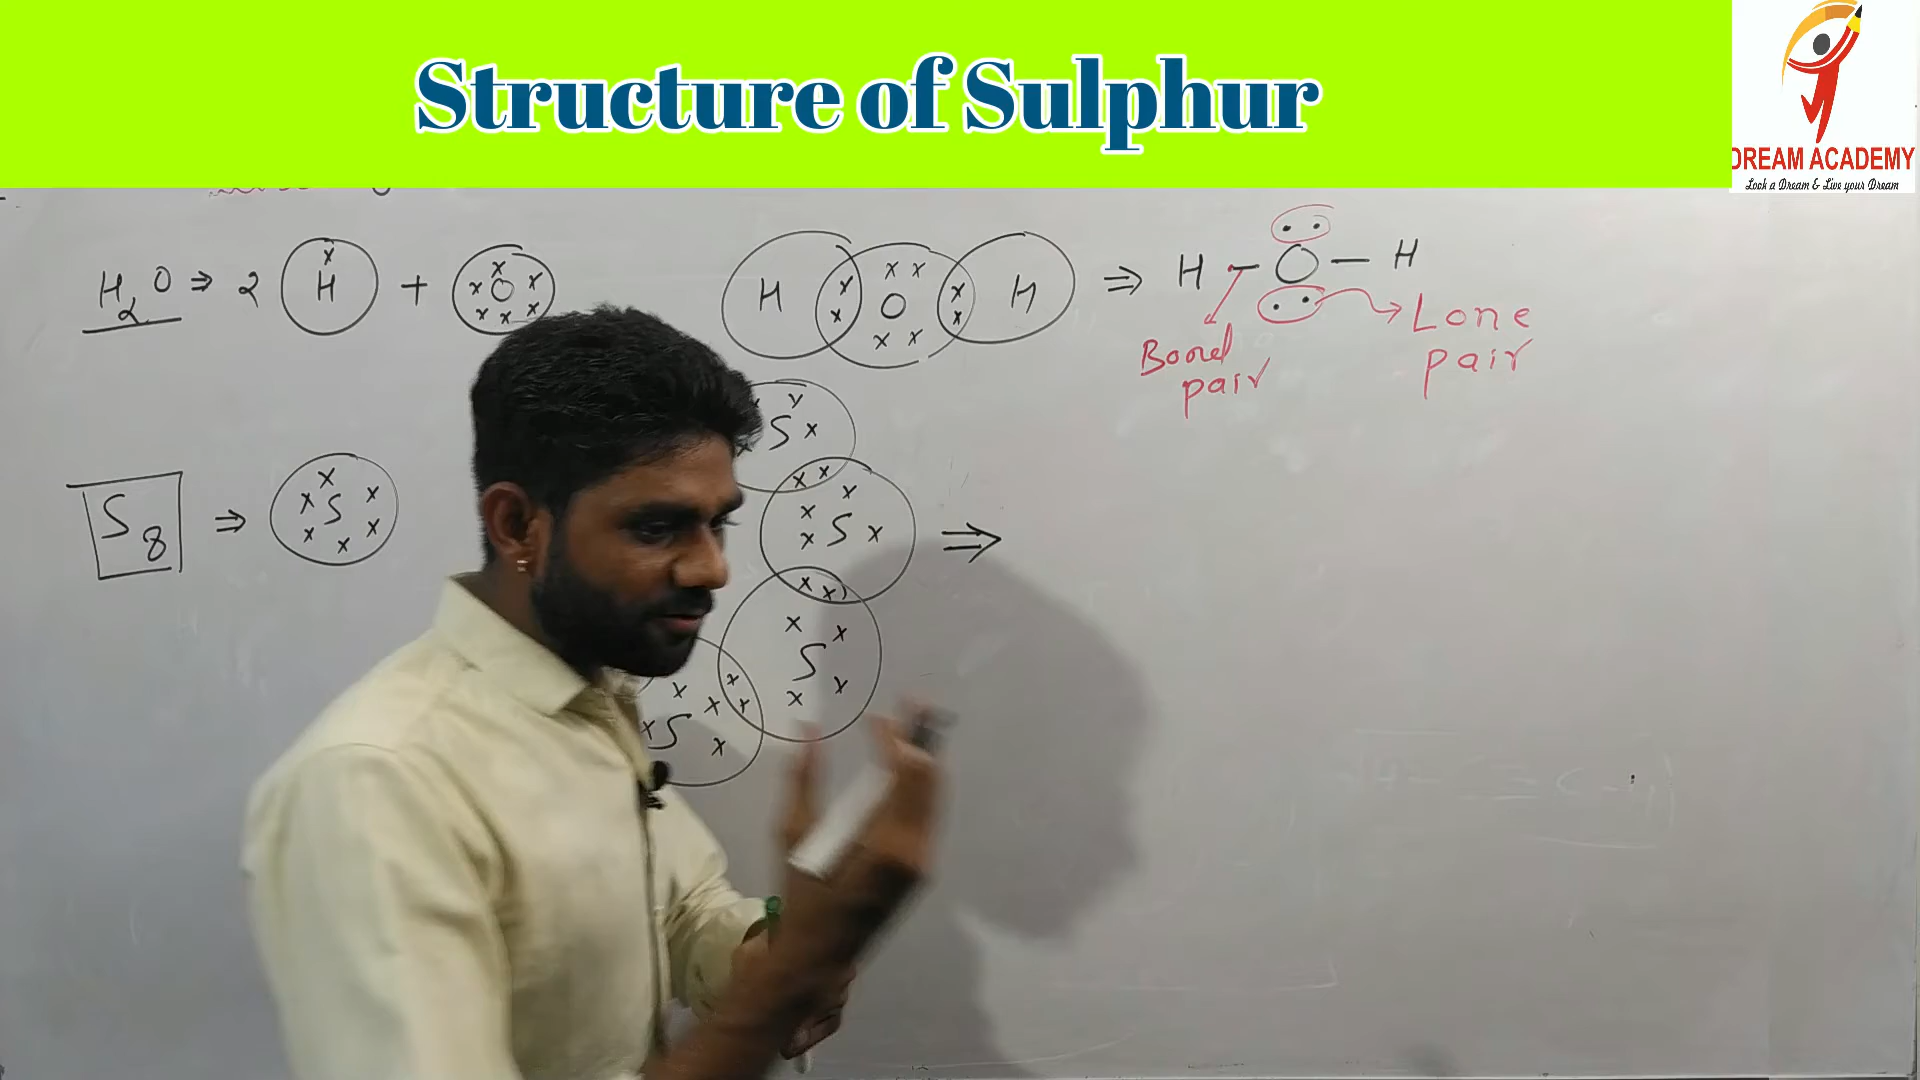 Structure of Sulphur
DREAM ACADEMY
Look a Dream & Live your Dream
H2O ⇒ 2 H + O
H O H ⇒ H - O - H
Bond pair
Lone pair
S8 ⇒ S
S
S ⇒
S
S